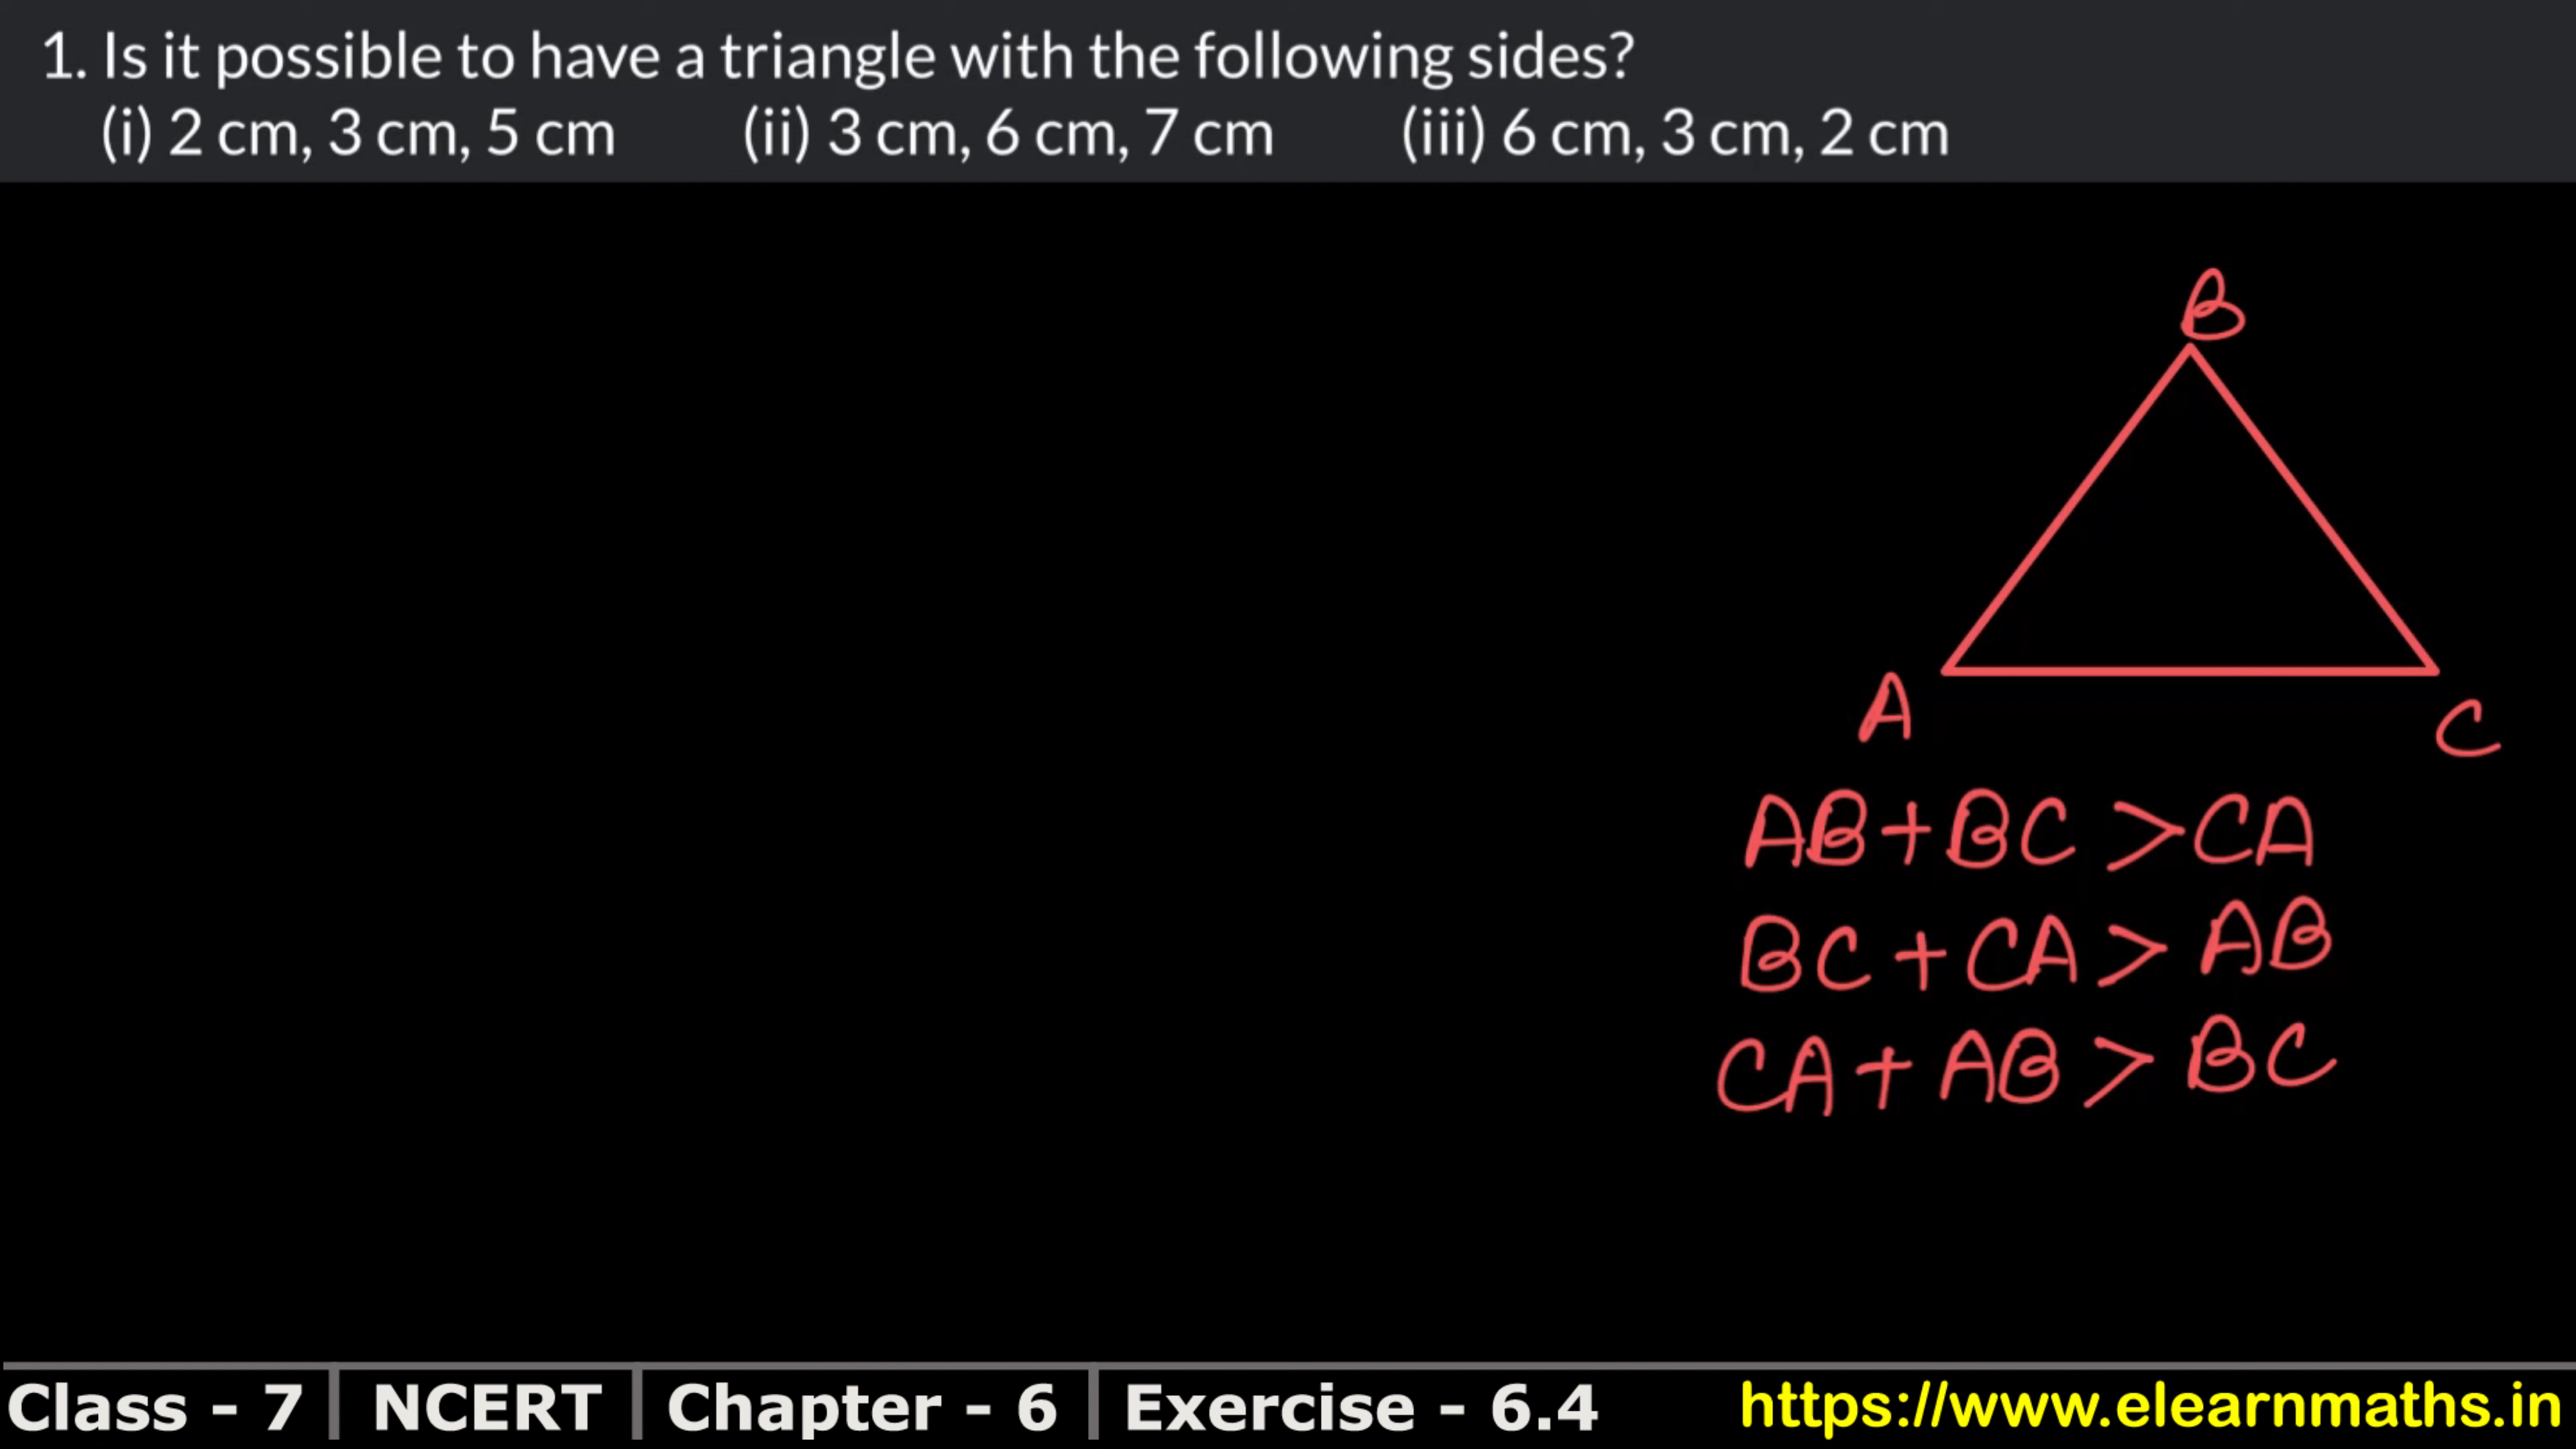 1. Is it possible to have a triangle with the following sides?
(i) 2 cm, 3 cm, 5 cm (ii) 3 cm, 6 cm, 7 cm (iii) 6 cm, 3 cm, 2 cm
B
A
C
AB+BC >CA
BC+CA> AB
CA+ AB> BC
Class - 7 NCERT Chapter - 6 Exercise - 6.4 https://www.elearnmaths.in